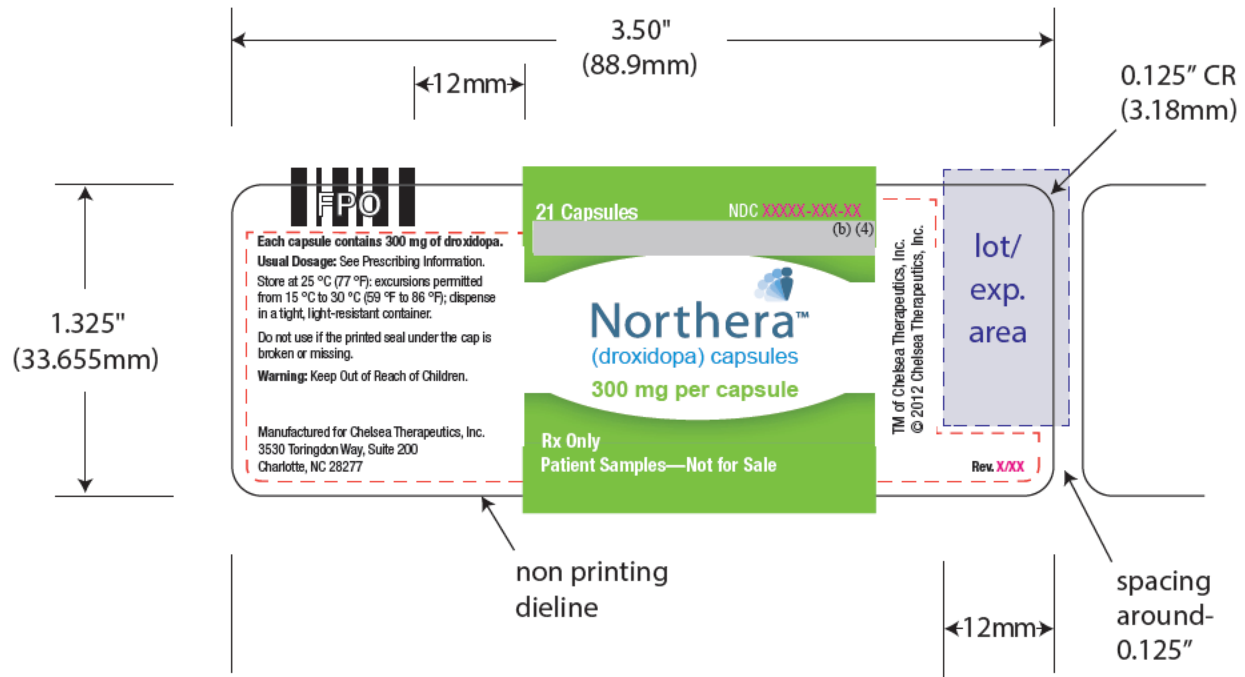 3.50"
(88.9mm)
12mm
0.125” CR
(3.18mm)
1.325"
(33.655mm)
FPO
Each capsule contains 300 mg of droxidopa.
Usual Dosage: See Prescribing Information.
Store at 25 °C (77 °F): excursions permitted
from 15 °C to 30 °C (59 °F to 86 °F); dispense
in a tight, light-resistant container.
Do not use if the printed seal under the cap is
broken or missing.
Warning: Keep Out of Reach of Children.
Manufactured for Chelsea Therapeutics, Inc.
3530 Toringdon Way, Suite 200
Charlotte, NC 28277
21 Capsules NDC XXXXX-XXX-XX
(b) (4)
Northera™
(droxidopa) capsules
300 mg per capsule
Rx Only
Patient Samples—Not for Sale
TM of Chelsea Therapeutics, Inc.
© 2012 Chelsea Therapeutics, Inc.
lot/
exp.
area
Rev. X/XX
non printing
dieline
12mm
spacing
around-
0.125”